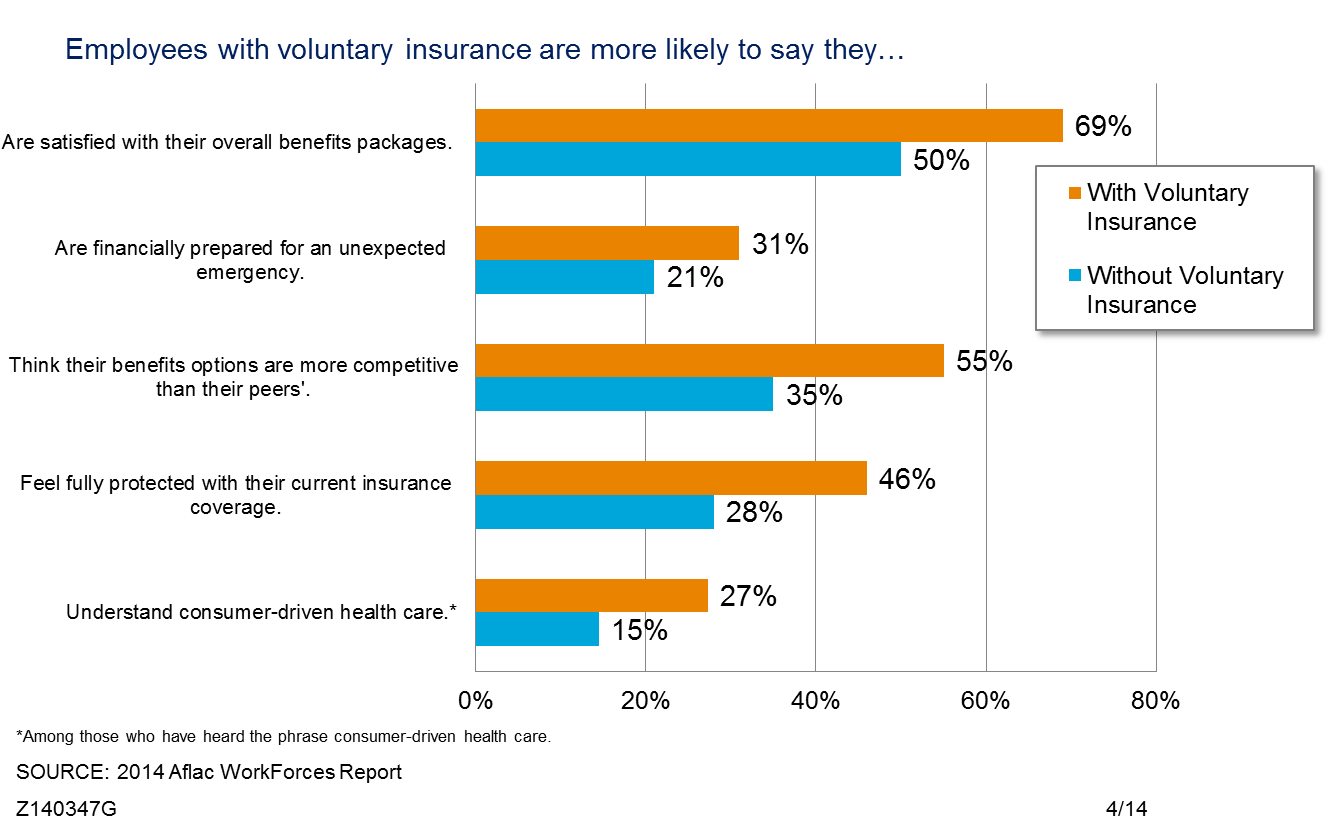 Employees with voluntary insurance are more likely to say they…
Are satisfied with their overall benefits packages.
69%
50%
With Voluntary
Insurance
Without Voluntary
Insurance
Are financially prepared for an unexpected
emergency.
31%
21%
Think their benefits options are more competitive
than their peers'.
55%
35%
Feel fully protected with their current insurance
coverage.
46%
28%
Understand consumer-driven health care.*
27%
15%
0% 20% 40% 60% 80%
*Among those who have heard the phrase consumer-driven health care.
SOURCE: 2014 Aflac WorkForces Report
Z140347G 4/14